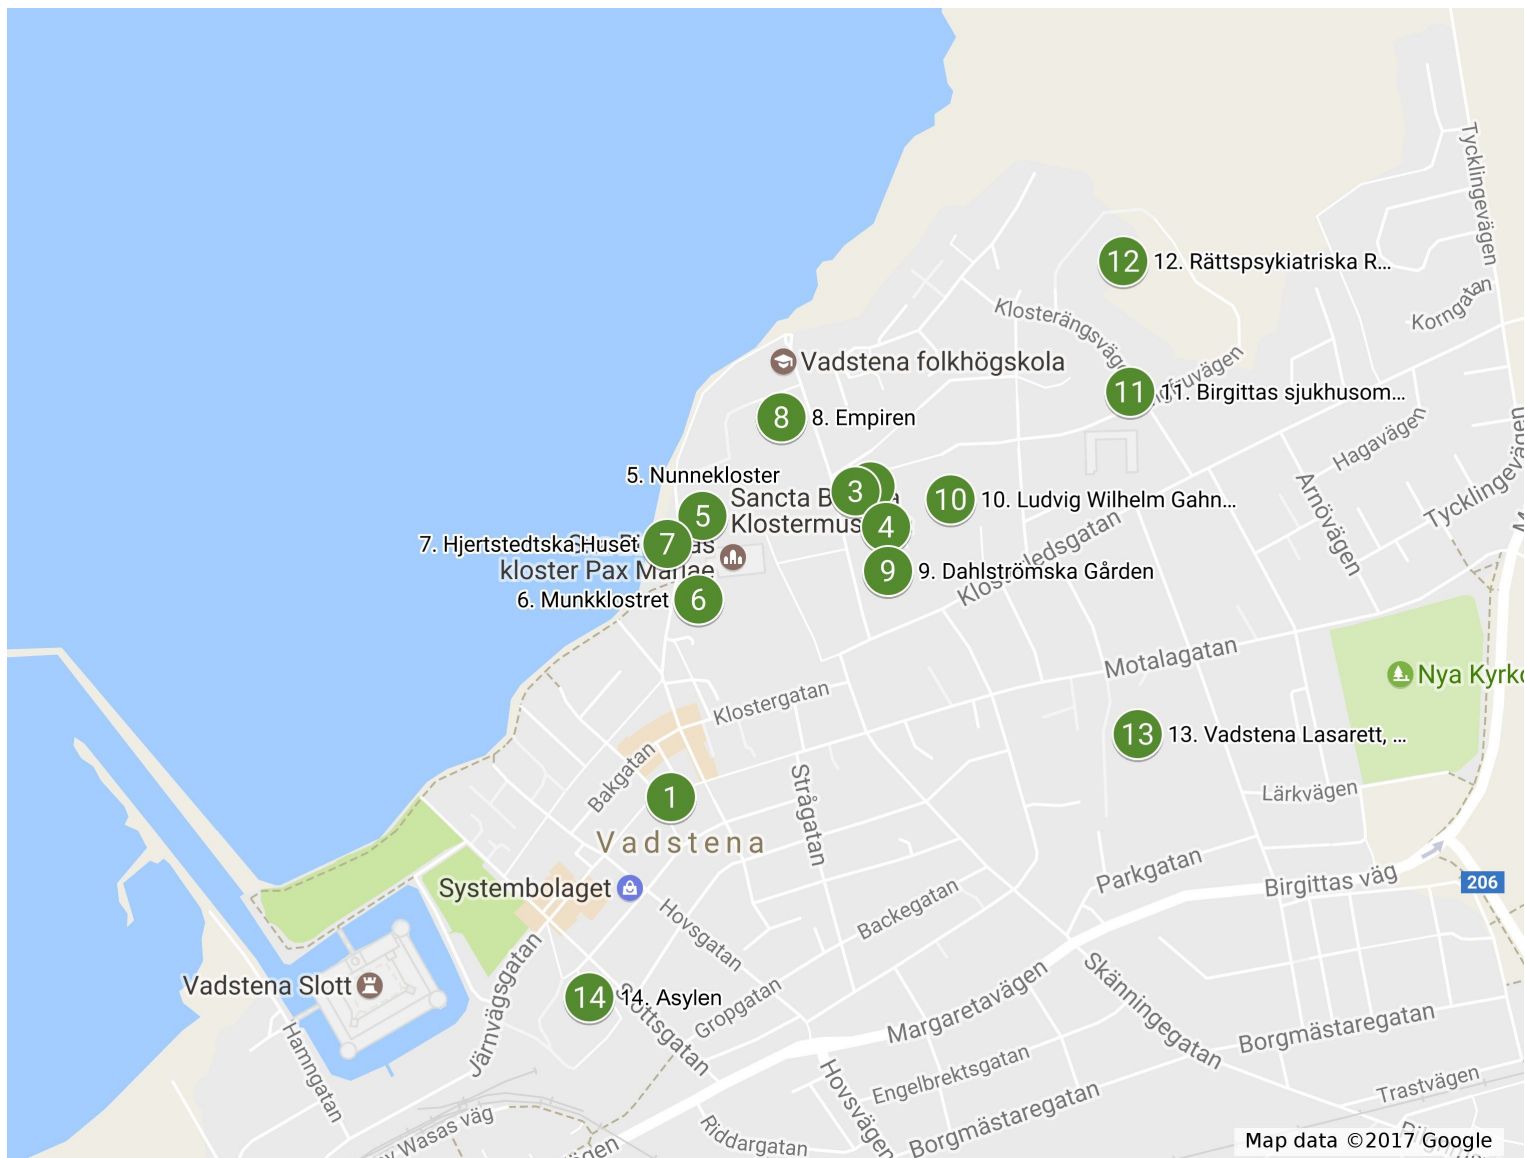 Tycklingevägen
12
12. Rättspsykiatriska R...
Korngatan
Klosterängsväg
Vadstena folkhögskola
11
11. Birgittas sjukhusom...
8
8. Empiren
Hagavägen
5. Nunnekloster
Sancta B
3
Klostermus
5
4
10
10. Ludvig Wilhelm Gahn...
Arnövägen
Tycklingevägen
7. Hjertstedtska Huset
7
kloster Pax Mariae
9
9. Dahlströmska Gården
Klosterledsgatan
6. Munkklostret
6
Motalagatan
Nya Kyrko
Klostergatan
13
13. Vadstena Lasarett, ...
Bakgatan
1
Strågatan
Lärkvägen
Vadstena
Parkgatan
Birgittas väg
206
Systembolaget
Hovsgatan
Backegatan
Vadstena Slott
Järnvägsgatan
14
14. Asylen
Slottsgatan
Gropgatan
Margaretavägen
Skänningegatan
Borgmästaregatan
Hamngatan
Engelbrektsgatan
Hovsvägen
Trastvägen
Borgmästaregatan
Wasas väg
Riddargatan
Map data ©2017 Google